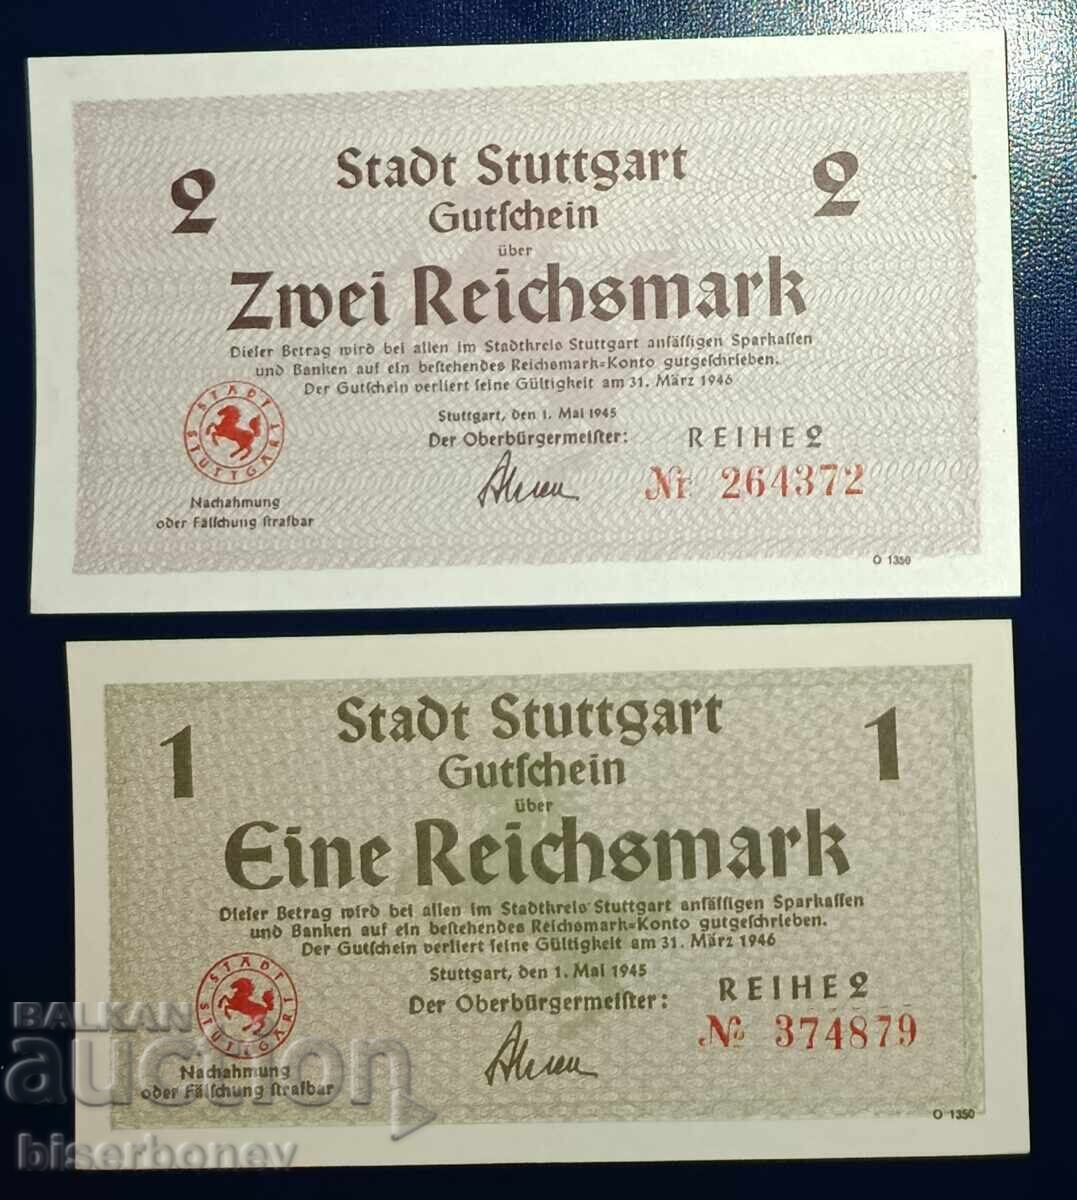 Stadt Stuttgart
2 2
Gutſchein
über
Zwei Reichsmark
Dieſer Betrag wird bei allen im Stadtkreis Stuttgart anſäſſigen Sparkaſſen
und Banken auf ein beſtehendes Reichsmark=Konto gutgeſchrieben.
Der Gutſchein verliert ſeine Gültigkeit am 31. März 1946
Stuttgart, den 1. Mai 1945
Der Oberbürgermeiſter: REIHE 2
STADT STUTTGART
Nr 264372
Nachahmung
oder Fälſchung ſtrafbar
O 1350
Stadt Stuttgart
1 1
Gutſchein
über
Eine Reichsmark
Dieſer Betrag wird bei allen im Stadtkreis Stuttgart anſäſſigen Sparkaſſen
und Banken auf ein beſtehendes Reichsmark=Konto gutgeſchrieben.
Der Gutſchein verliert ſeine Gültigkeit am 31. März 1946
Stuttgart, den 1. Mai 1945
Der Oberbürgermeiſter: REIHE 2
STADT STUTTGART
№ 374879
Nachahmung
oder Fälſchung ſtrafbar
O 1350
BALKAN
auction
biserbonev